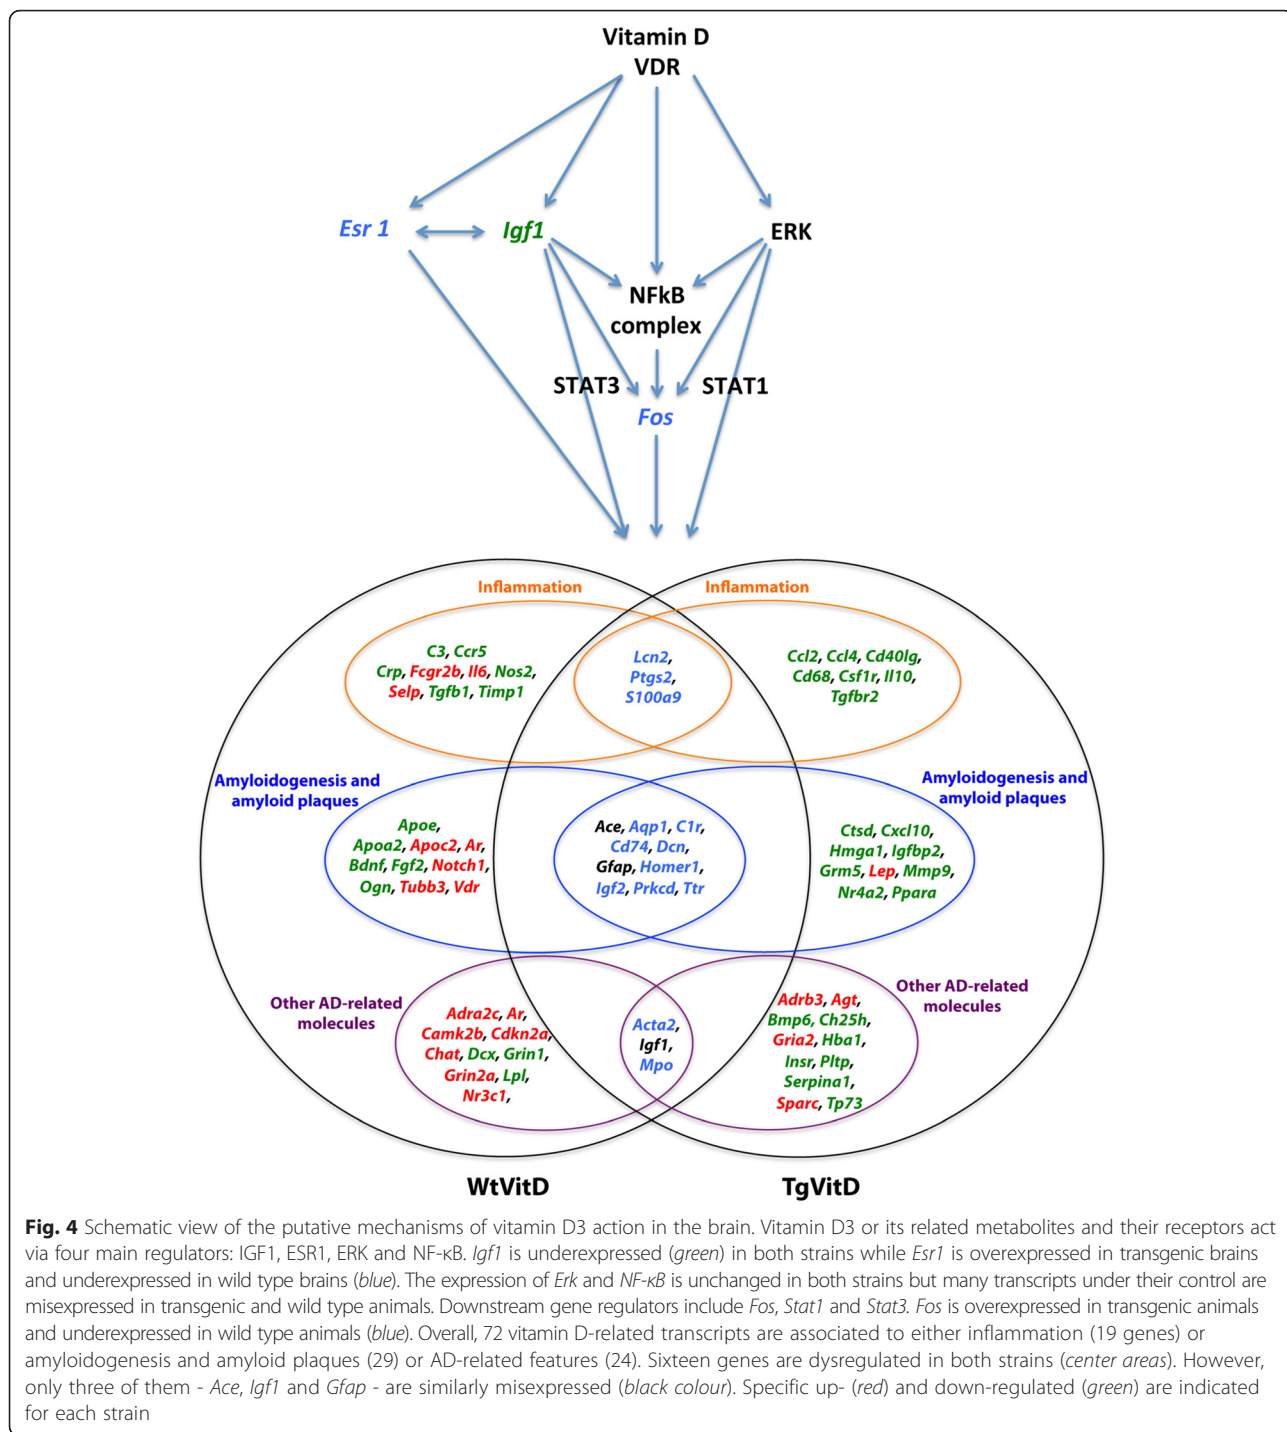 Vitamin D
VDR
Esr 1
Igf1
ERK
NFkB
complex
STAT3
STAT1
Fos
Inflammation
Inflammation
C3, Ccr5
Crp, Fcgr2b, Il6, Nos2,
Selp, Tgfb1, Timp1
Lcn2,
Ptgs2,
S100a9
Ccl2, Ccl4, Cd40lg,
Cd68, Csf1r, Il10,
Tgfbr2
Amyloidogenesis and
amyloid plaques
Amyloidogenesis and
amyloid plaques
Apoe,
Apoa2, Apoc2, Ar,
Bdnf, Fgf2, Notch1,
Ogn, Tubb3, Vdr
Ace, Aqp1, C1r,
Cd74, Dcn,
Gfap, Homer1,
Igf2, Prkcd, Ttr
Ctsd, Cxcl10,
Hmga1, Igfbp2,
Grm5, Lep, Mmp9,
Nr4a2, Ppara
Other AD-related
molecules
Other AD-related
molecules
Adra2c, Ar,
Camk2b, Cdkn2a,
Chat, Dcx, Grin1,
Grin2a, Lpl,
Nr3c1,
Acta2,
Igf1,
Mpo
Adrb3, Agt,
Bmp6, Ch25h,
Gria2, Hba1,
Insr, Pltp,
Serpina1,
Sparc, Tp73
WtVitD
TgVitD
Fig. 4 Schematic view of the putative mechanisms of vitamin D3 action in the brain. Vitamin D3 or its related metabolites and their receptors act
via four main regulators: IGF1, ESR1, ERK and NF-κB. Igf1 is underexpressed (green) in both strains while Esr1 is overexpressed in transgenic brains
and underexpressed in wild type brains (blue). The expression of Erk and NF-κB is unchanged in both strains but many transcripts under their control are
misexpressed in transgenic and wild type animals. Downstream gene regulators include Fos, Stat1 and Stat3. Fos is overexpressed in transgenic animals
and underexpressed in wild type animals (blue). Overall, 72 vitamin D-related transcripts are associated to either inflammation (19 genes) or
amyloidogenesis and amyloid plaques (29) or AD-related features (24). Sixteen genes are dysregulated in both strains (center areas). However,
only three of them - Ace, Igf1 and Gfap - are similarly misexpressed (black colour). Specific up- (red) and down-regulated (green) are indicated
for each strain